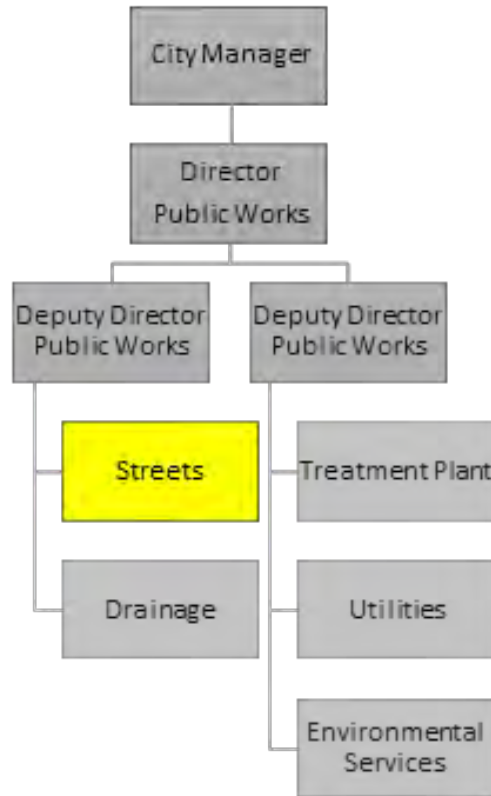 City Manager
Director
Public Works
Deputy Director
Public Works
Deputy Director
Public Works
Streets
Drainage
Treatment Plant
Utilities
Environmental
Services